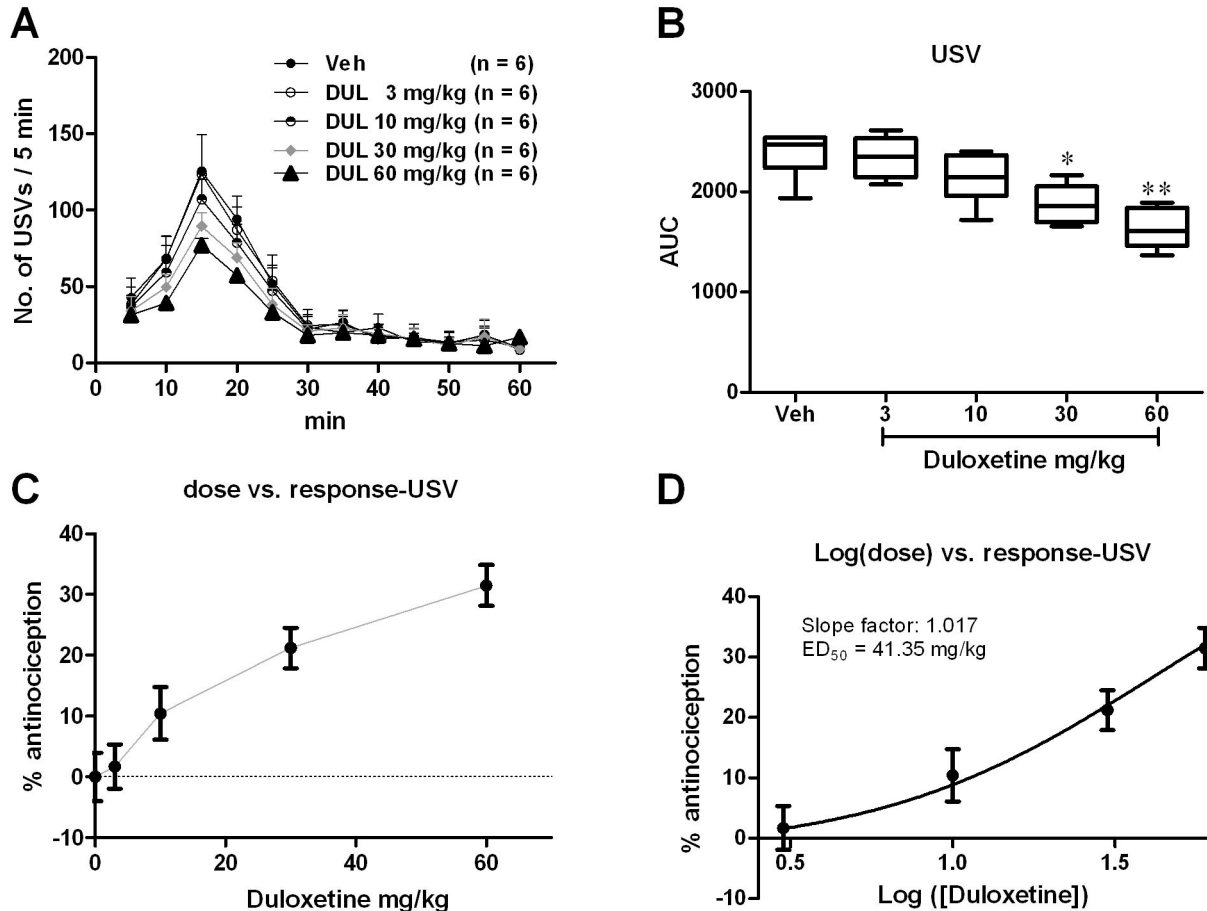 A
200
150
100
50
0
No. of USVs / 5 min
Veh (n = 6)
DUL 3 mg/kg (n = 6)
DUL 10 mg/kg (n = 6)
DUL 30 mg/kg (n = 6)
DUL 60 mg/kg (n = 6)
0 10 20 30 40 50 60
min
B
USV
3000
2000
1000
0
AUC
*
**
Veh 3 10 30 60
Duloxetine mg/kg
C
dose vs. response-USV
40
30
20
10
0
-10
% antinociception
0 20 40 60
Duloxetine mg/kg
D
Log(dose) vs. response-USV
Slope factor: 1.017
ED₅₀ = 41.35 mg/kg
40
30
20
10
0
-10
% antinociception
0.5 1.0 1.5
Log ([Duloxetine])